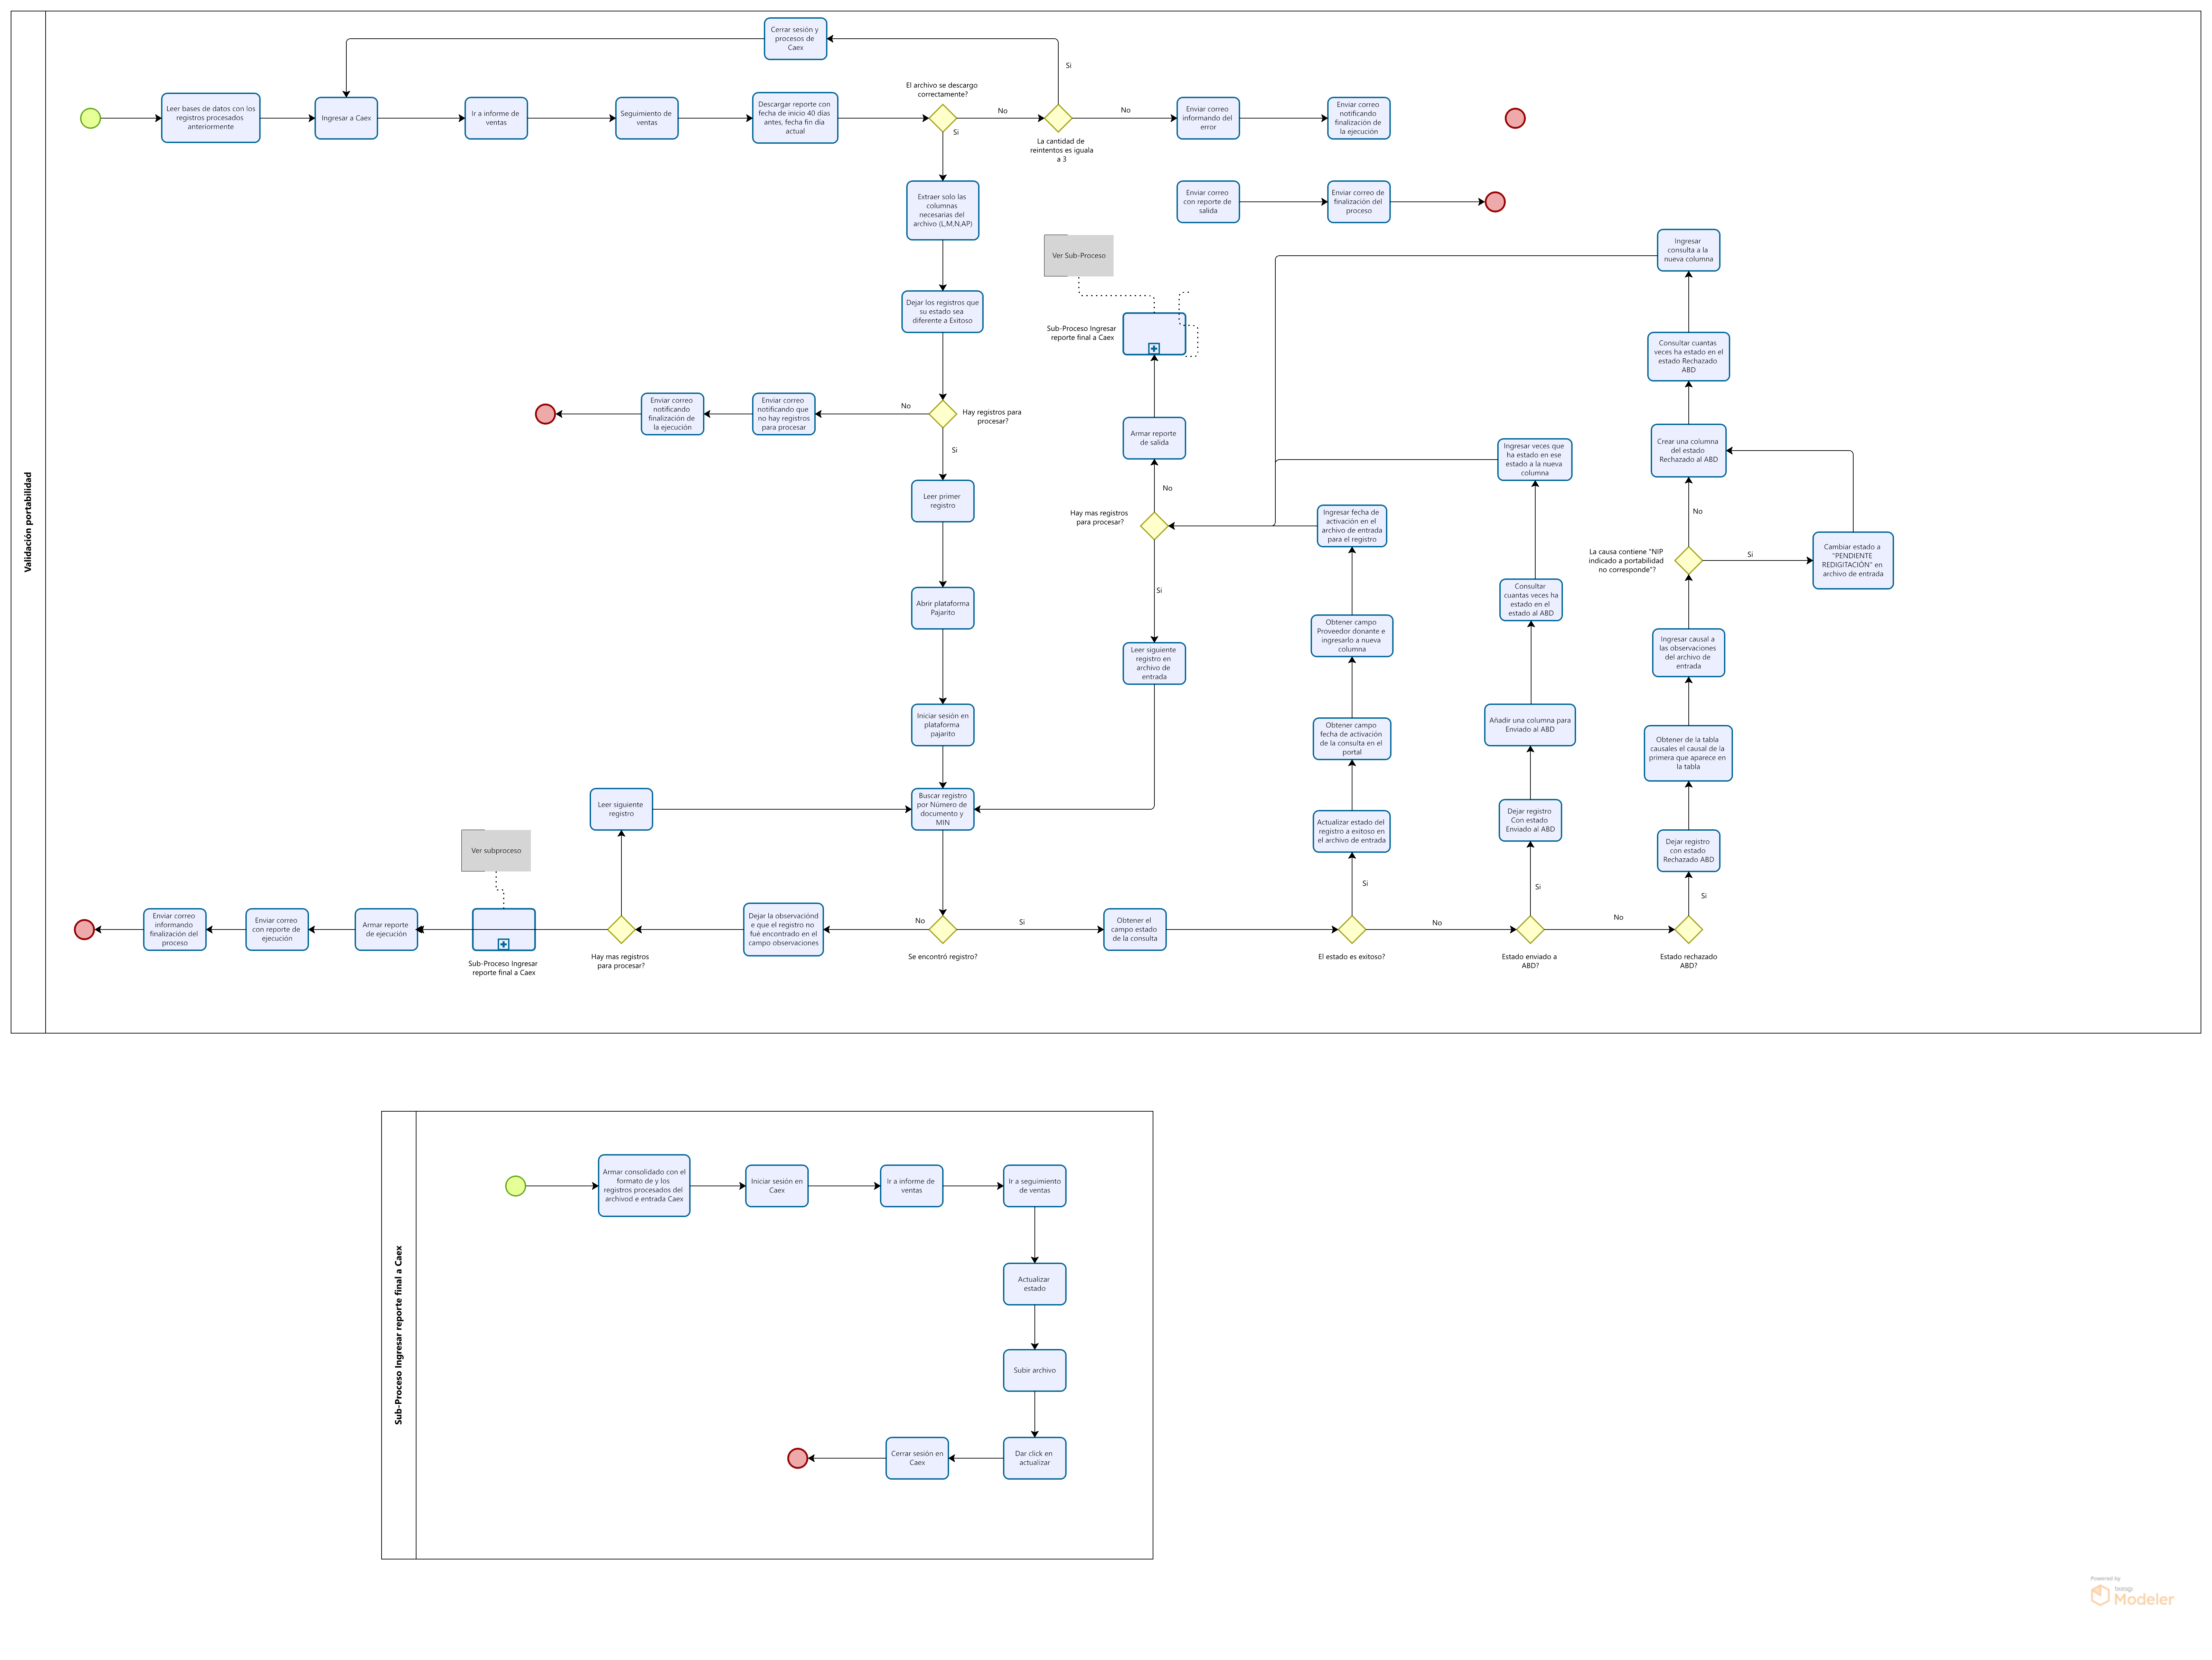 Validación portabilidad
Cerrar sesión y
procesos de
Caex
Si
Leer bases de datos con los
registros procesados
anteriormente
Ingresar a Caex
Ir a informe de
ventas
Seguimiento de
ventas
Descargar reporte con
fecha de inicio 40 días
antes, fecha fin día
actual
El archivo se descargo
correctamente?
No
Si
La cantidad de
reintentos es iguala
a 3
No
Enviar correo
informando del
error
Enviar correo
notificando
finalización de
la ejecución
Extraer solo las
columnas
necesarias del
archivo (L,M,N,AP)
Enviar correo
con reporte de
salida
Enviar correo de
finalización del
proceso
Ver Sub-Proceso
Ingresar
consulta a la
nueva columna
Dejar los registros que
su estado sea
diferente a Exitoso
Sub-Proceso Ingresar
reporte final a Caex
Consultar cuantas
veces ha estado en el
estado Rechazado
ABD
Enviar correo
notificando
finalización de
la ejecución
Enviar correo
notificando que
no hay registros
para procesar
No
Hay registros para
procesar?
Si
Armar reporte
de salida
Ingresar veces que
ha estado en ese
estado a la nueva
columna
Crear una columna
del estado
Rechazado al ABD
Leer primer
registro
No
Hay mas registros
para procesar?
Si
Ingresar fecha de
activación en el
archivo de entrada
para el registro
No
La causa contiene "NIP
indicado a portabilidad
no corresponde"?
Si
Cambiar estado a
"PENDIENTE
REDIGITACIÓN" en
archivo de entrada
Abrir plataforma
Pajarito
Consultar
cuantas veces ha
estado en el
estado al ABD
Obtener campo
Proveedor donante e
ingresarlo a nueva
columna
Leer siguiente
registro en
archivo de
entrada
Ingresar causal a
las observaciones
del archivo de
entrada
Iniciar sesión en
plataforma
pajarito
Obtener campo
fecha de activación
de la consulta en el
portal
Añadir una columna para
Enviado al ABD
Obtener de la tabla
causales el causal de la
primera que aparece en
la tabla
Leer siguiente
registro
Buscar registro
por Número de
documento y
MIN
Actualizar estado del
registro a exitoso en
el archivo de entrada
Dejar registro
Con estado
Enviado al ABD
Dejar registro
con estado
Rechazado ABD
Ver subproceso
Si
Si
Si
Enviar correo
informando
finalización del
proceso
Enviar correo
con reporte de
ejecución
Armar reporte
de ejecución
Sub-Proceso Ingresar
reporte final a Caex
Hay mas registros
para procesar?
Dejar la observaciónd
e que el registro no
fué encontrado en el
campo observaciones
No
Se encontró registro?
Si
Obtener el
campo estado
de la consulta
El estado es exitoso?
No
Estado enviado a
ABD?
No
Estado rechazado
ABD?
Sub-Proceso Ingresar reporte final a Caex
Armar consolidado con el
formato de y los
registros procesados del
archivod e entrada Caex
Iniciar sesión en
Caex
Ir a informe de
ventas
Ir a seguimiento
de ventas
Actualizar
estado
Subir archivo
Cerrar sesión en
Caex
Dar click en
actualizar
Powered by
bizagi
Modeler